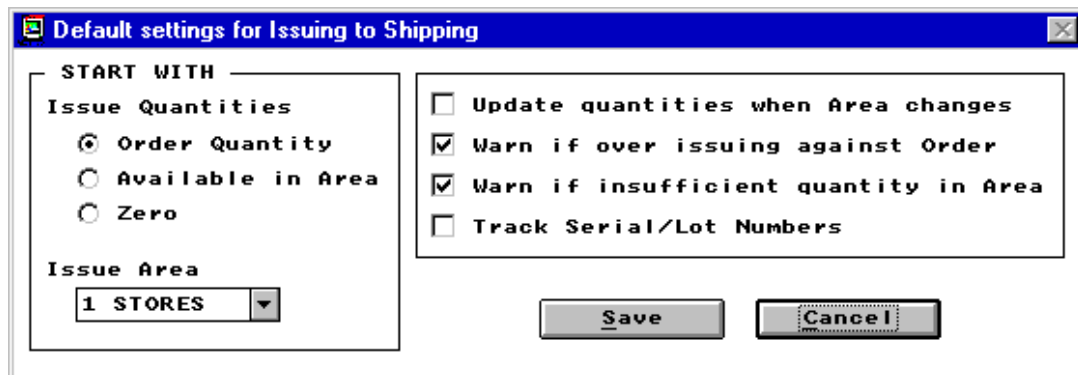 Default settings for Issuing to Shipping
START WITH
Issue Quantities
Order Quantity
Available in Area
Zero
Issue Area
1 STORES
Update quantities when Area changes
Warn if over issuing against Order
Warn if insufficient quantity in Area
Track Serial/Lot Numbers
Save
Cancel